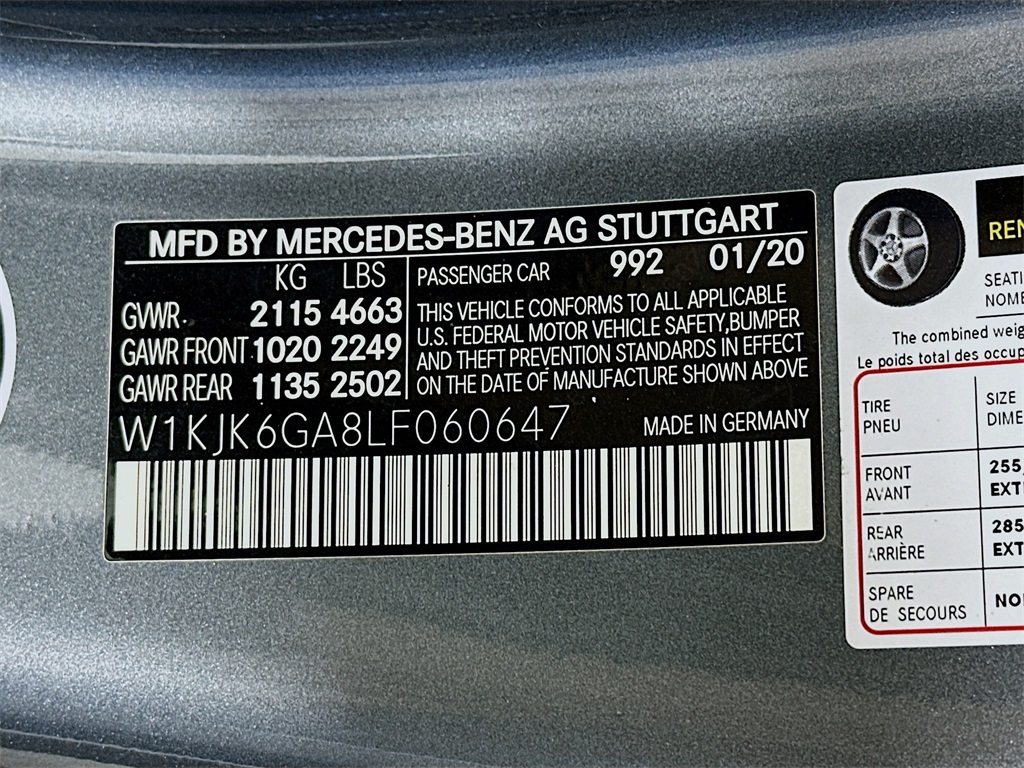 MFD BY MERCEDES-BENZ AG STUTTGART
KG LBS
GVWR 2115 4663
GAWR FRONT 1020 2249
GAWR REAR 1135 2502
PASSENGER CAR 992 01/20
THIS VEHICLE CONFORMS TO ALL APPLICABLE
U.S. FEDERAL MOTOR VEHICLE SAFETY,BUMPER
AND THEFT PREVENTION STANDARDS IN EFFECT
ON THE DATE OF MANUFACTURE SHOWN ABOVE
W1KJK6GA8LF060647 MADE IN GERMANY
The combined
Le poids total des
TIRE SIZE
PNEU
FRONT 255
AVANT
REAR 285
ARRIÈRE
SPARE
DE SECOURS